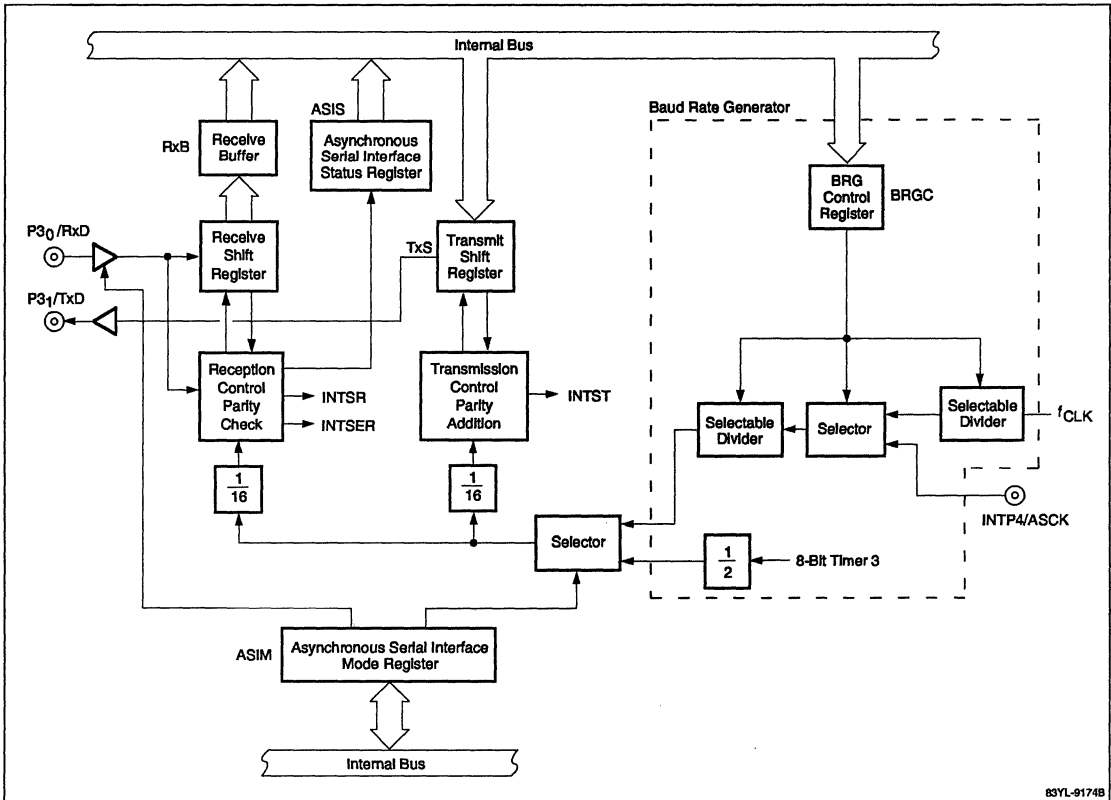 Internal Bus
Baud Rate Generator
ASIS
RxB
Receive
Buffer
Asynchronous
Serial Interface
Status Register
BRG
Control
Register
BRGC
P3₀/RxD
Receive
Shift
Register
TxS
Transmit
Shift
Register
P3₁/TxD
Reception
Control
Parity
Check
INTSR
INTSER
Transmission
Control
Parity
Addition
INTST
Selectable
Divider
Selector
Selectable
Divider
fCLK
1
16
1
16
INTP4/ASCK
Selector
1
2
8-Bit Timer 3
ASIM
Asynchronous Serial Interface
Mode Register
Internal Bus
83YL-9174B